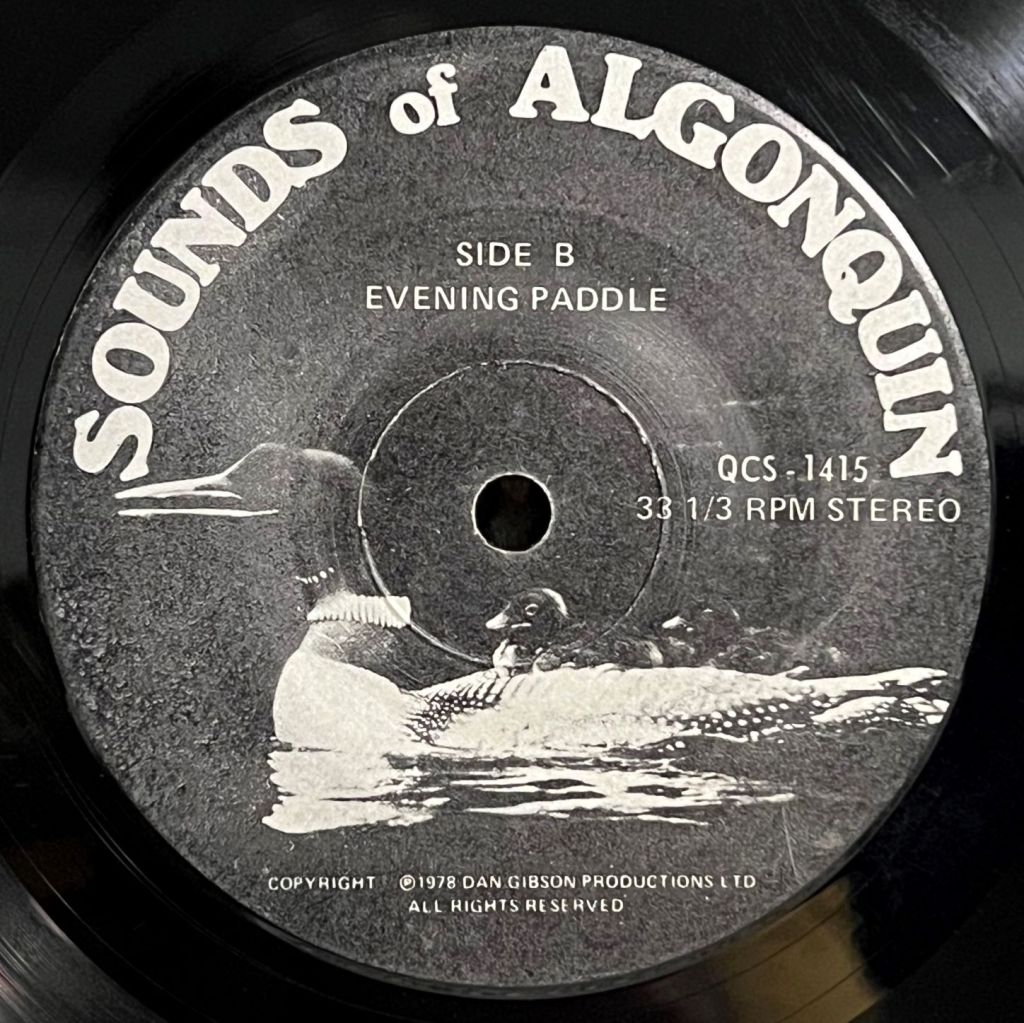 SOUNDS of ALGONQUIN
SIDE B
EVENING PADDLE
QCS-1415
33 1/3 RPM STEREO
COPYRIGHT ℗1978 DAN GIBSON PRODUCTIONS LTD
ALL RIGHTS RESERVED